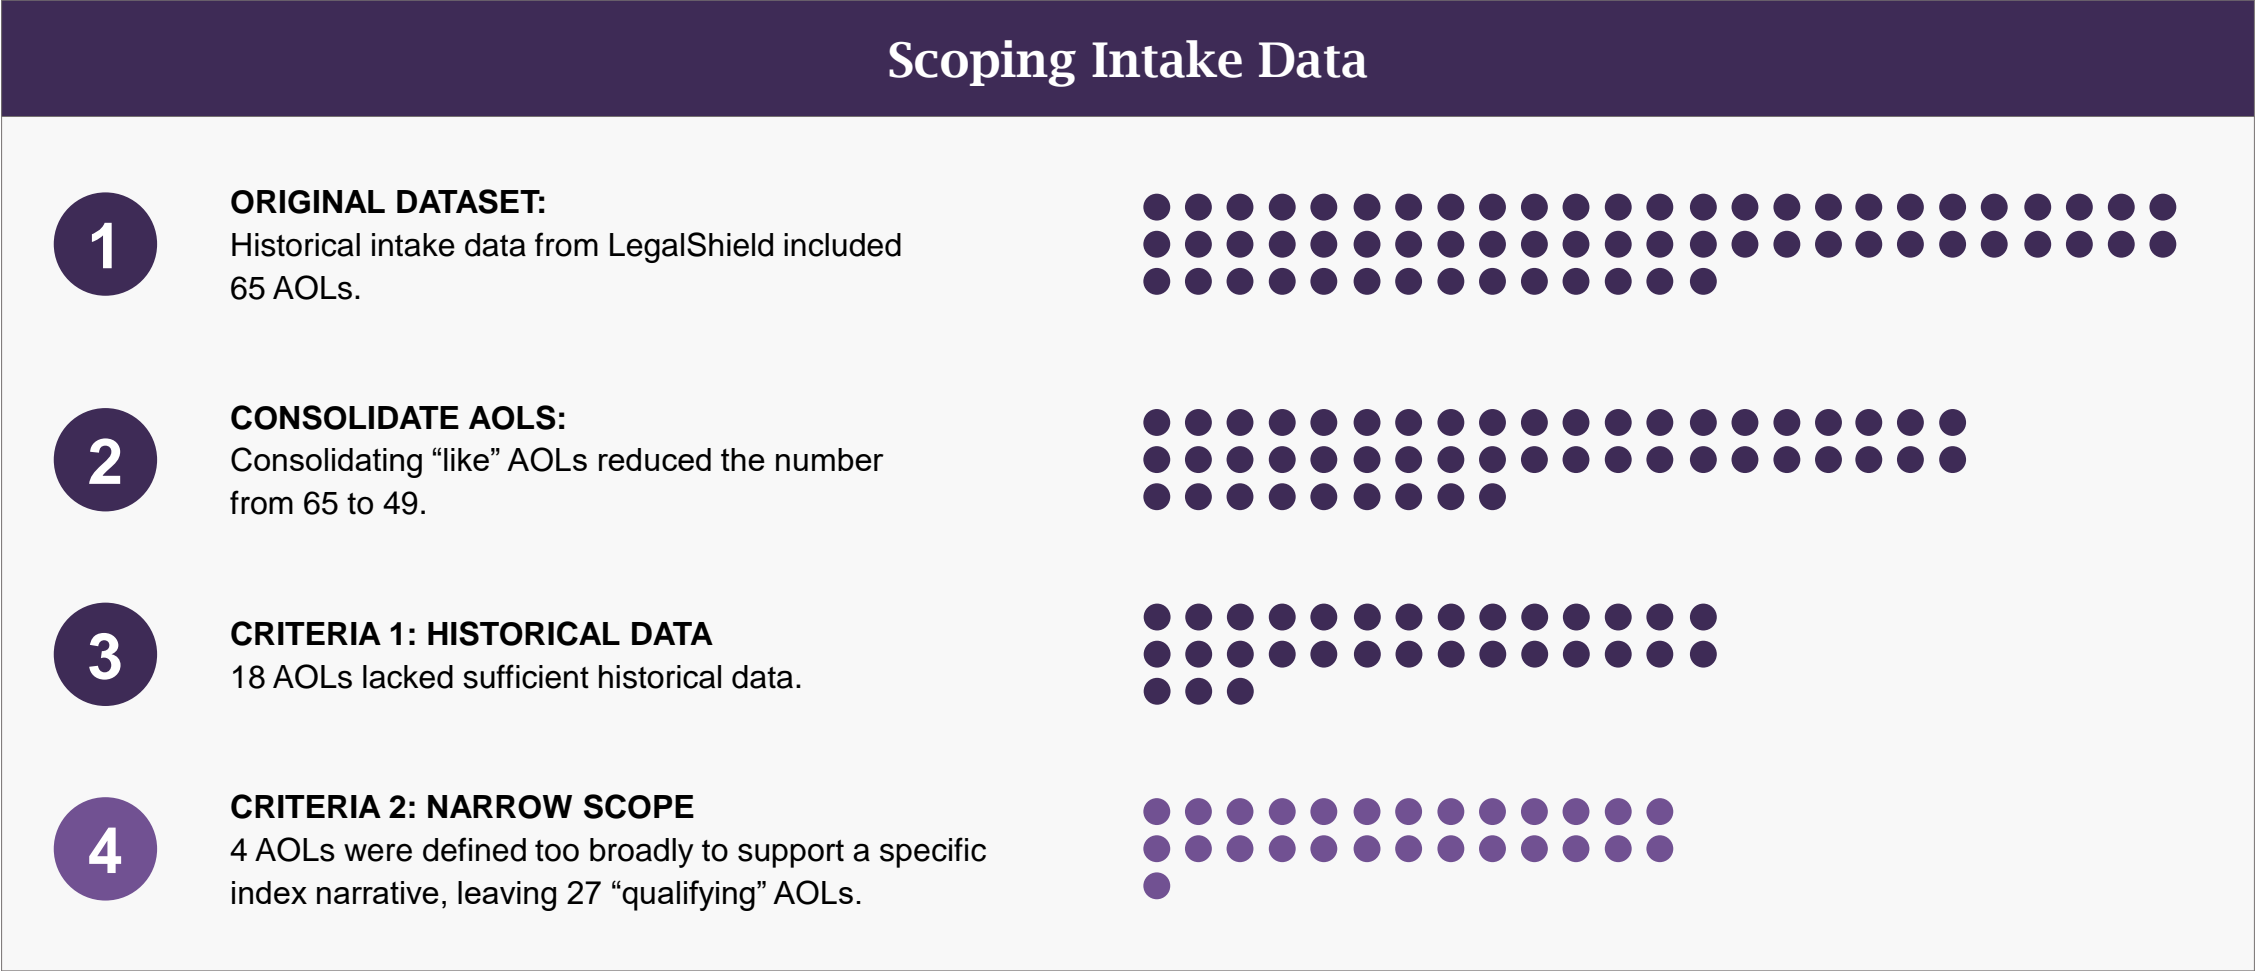 Scoping Intake Data
1
ORIGINAL DATASET:
Historical intake data from LegalShield included
65 AOLs.
2
CONSOLIDATE AOLS:
Consolidating “like” AOLs reduced the number
from 65 to 49.
3
CRITERIA 1: HISTORICAL DATA
18 AOLs lacked sufficient historical data.
4
CRITERIA 2: NARROW SCOPE
4 AOLs were defined too broadly to support a specific
index narrative, leaving 27 “qualifying” AOLs.